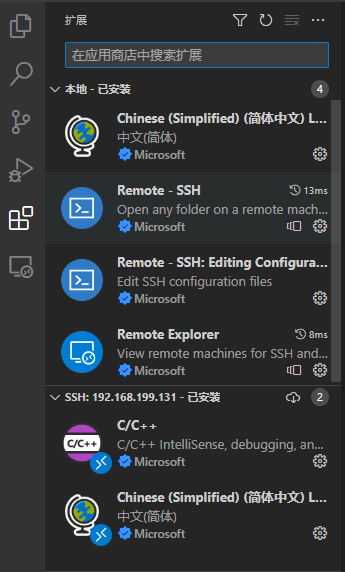 扩展
在应用商店中搜索扩展
本地 - 已安装 4
Chinese (Simplified) (简体中文) L...
中文(简体)
Microsoft
Remote - SSH 13ms
Open any folder on a remote mach...
Microsoft
Remote - SSH: Editing Configura...
Edit SSH configuration files
Microsoft
Remote Explorer 8ms
View remote machines for SSH and...
Microsoft
SSH: 192.168.199.131 - 已安装 2
C/C++
C/C++
C/C++ IntelliSense, debugging, an...
Microsoft
Chinese (Simplified) (简体中文) L...
中文(简体)
Microsoft